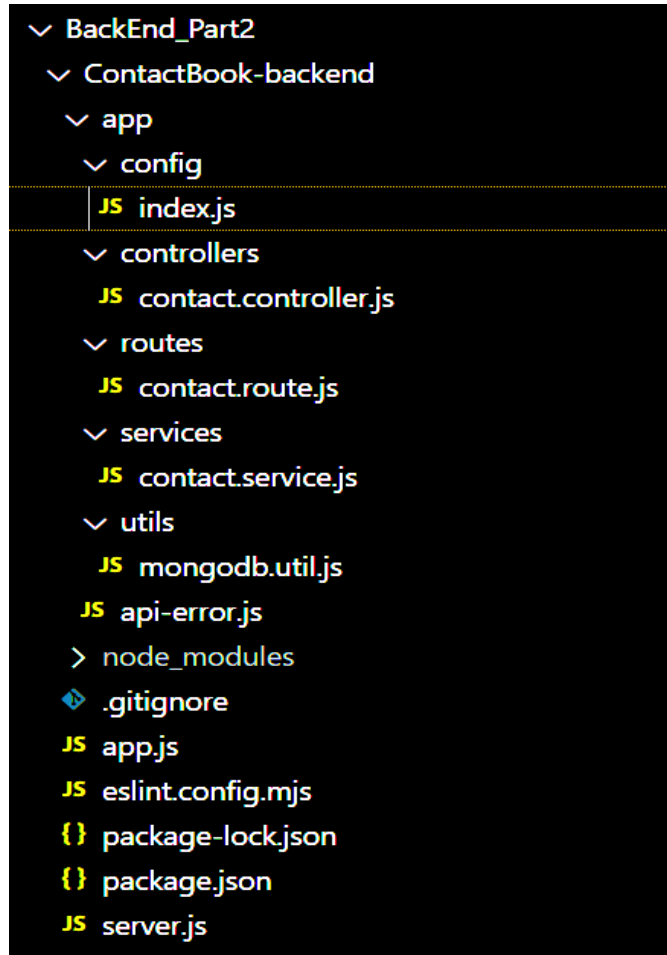 BackEnd_Part2
ContactBook-backend
app
config
JS index.js
controllers
JS contact.controller.js
routes
JS contact.route.js
services
JS contact.service.js
utils
JS mongodb.util.js
JS api-error.js
node_modules
.gitignore
JS app.js
JS eslint.config.mjs
{} package-lock.json
{} package.json
JS server.js